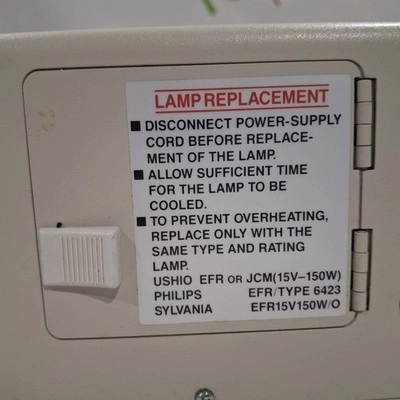 LAMP REPLACEMENT
■ DISCONNECT POWER-SUPPLY
CORD BEFORE REPLACE-
MENT OF THE LAMP.
■ ALLOW SUFFICIENT TIME
FOR THE LAMP TO BE
COOLED.
■ TO PREVENT OVERHEATING,
REPLACE ONLY WITH THE
SAME TYPE AND RATING
LAMP.
USHIO EFR OR JCM(15V-150W)
PHILIPS EFR/TYPE 6423
SYLVANIA EFR15V150W/O